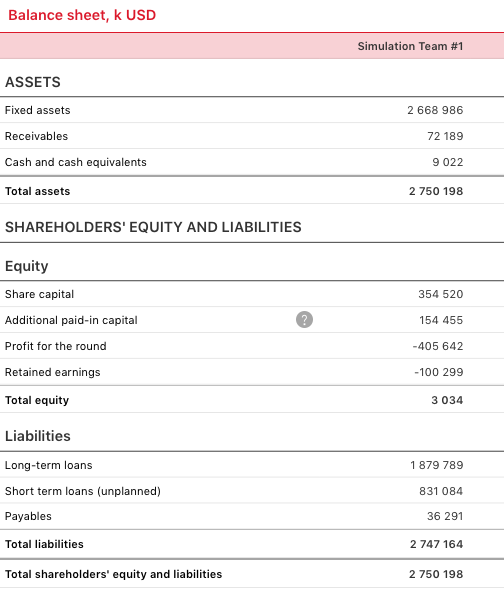 Balance sheet, k USD
Simulation Team #1
ASSETS
Fixed assets 2 668 986
Receivables 72 189
Cash and cash equivalents 9 022
Total assets 2 750 198
SHAREHOLDERS' EQUITY AND LIABILITIES
Equity
Share capital 354 520
Additional paid-in capital ? 154 455
Profit for the round -405 642
Retained earnings -100 299
Total equity 3 034
Liabilities
Long-term loans 1 879 789
Short term loans (unplanned) 831 084
Payables 36 291
Total liabilities 2 747 164
Total shareholders' equity and liabilities 2 750 198